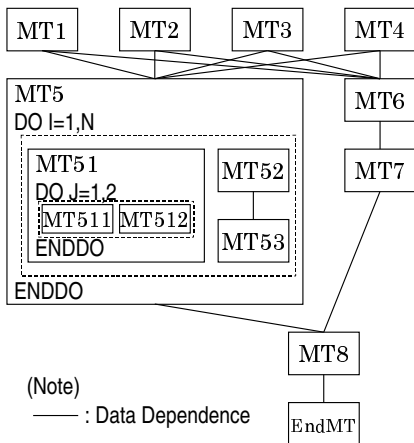 MT1 MT2 MT3 MT4
MT5
DO I=1,N
MT6
MT51
DO J=1,2
MT511 MT512
ENDDO
MT52
MT53
MT7
ENDDO
MT8
EndMT
(Note)
: Data Dependence